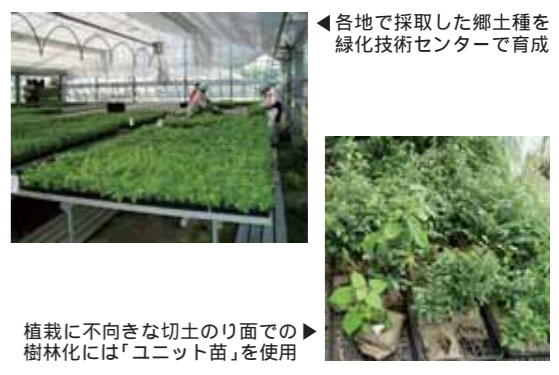 ◀各地で採取した郷土種を
緑化技術センターで育成
植栽に不向きな切土のり面での▶
樹林化には「ユニット苗」を使用